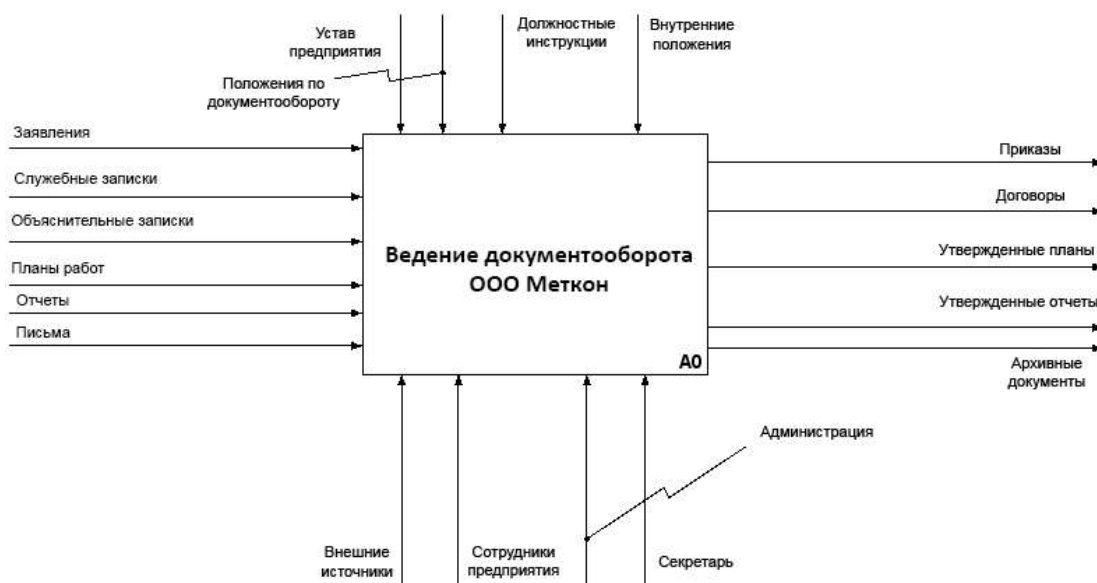 Устав
предприятия
Положения по
документообороту
Должностные
инструкции
Внутренние
положения
Заявления
Служебные записки
Объяснительные записки
Планы работ
Отчеты
Письма
Ведение документооборота
ООО Меткон
А0
Приказы
Договоры
Утвержденные планы
Утвержденные отчеты
Архивные
документы
Администрация
Внешние
источники
Сотрудники
предприятия
Секретарь